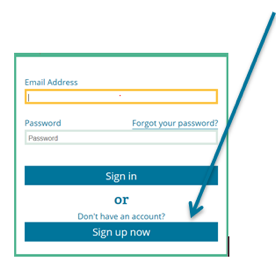 Email Address
Password
Forgot your password?
Password
Sign in
or
Don't have an account?
Sign up now